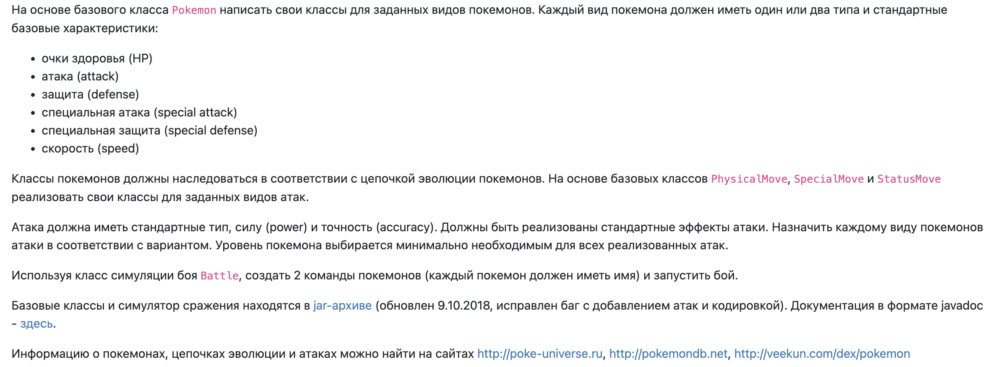 На основе базового класса Pokemon написать свои классы для заданных видов покемонов. Каждый вид покемона должен иметь один или два типа и стандартные
базовые характеристики:
• очки здоровья (HP)
• атака (attack)
• защита (defense)
• специальная атака (special attack)
• специальная защита (special defense)
• скорость (speed)
Классы покемонов должны наследоваться в соответствии с цепочкой эволюции покемонов. На основе базовых классов PhysicalMove, SpecialMove и StatusMove
реализовать свои классы для заданных видов атак.
Атака должна иметь стандартные тип, силу (power) и точность (accuracy). Должны быть реализованы стандартные эффекты атаки. Назначить каждому виду покемонов
атаки в соответствии с вариантом. Уровень покемона выбирается минимально необходимым для всех реализованных атак.
Используя класс симуляции боя Battle, создать 2 команды покемонов (каждый покемон должен иметь имя) и запустить бой.
Базовые классы и симулятор сражения находятся в jar-архиве (обновлен 9.10.2018, исправлен баг с добавлением атак и кодировкой). Документация в формате javadoc
- здесь.
Информацию о покемонах, цепочках эволюции и атаках можно найти на сайтах http://poke-universe.ru, http://pokemondb.net, http://veekun.com/dex/pokemon